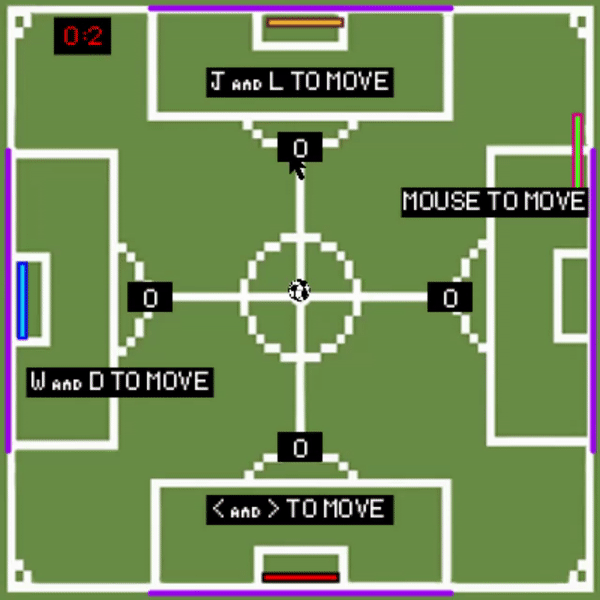 0:2
J AND L TO MOVE
0
MOUSE TO MOVE
0
0
W AND D TO MOVE
0
< AND > TO MOVE